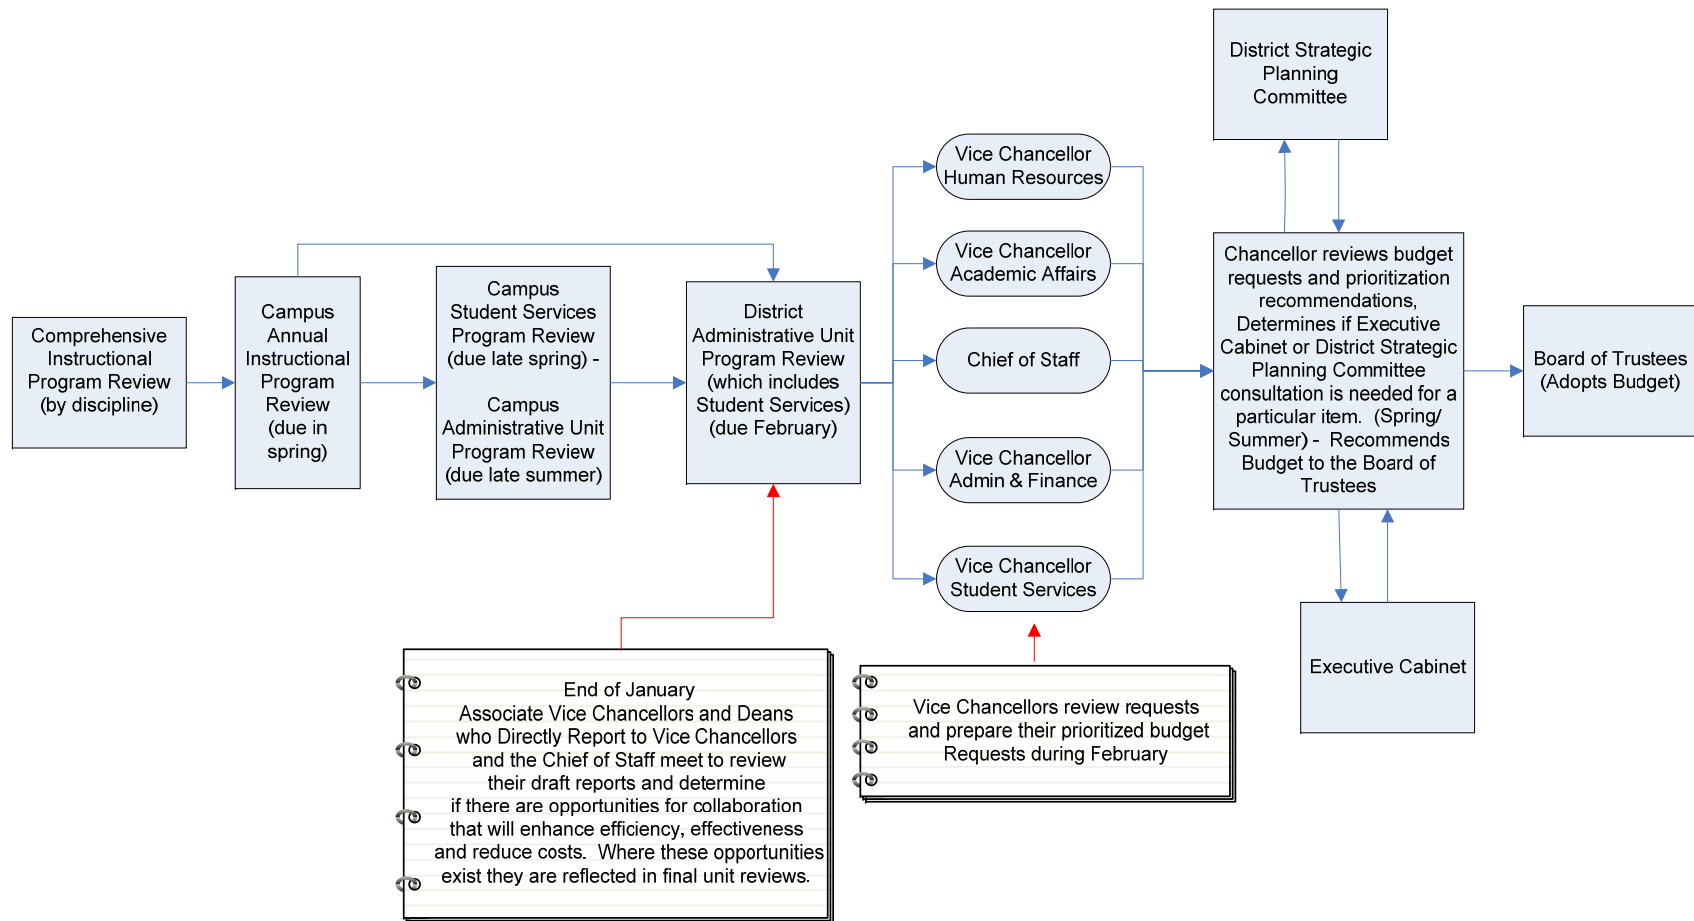 Comprehensive
Instructional
Program Review
(by discipline)
Campus
Annual
Instructional
Program
Review
(due in
spring)
Campus
Student Services
Program Review
(due late spring) -
Campus
Administrative Unit
Program Review
(due late summer)
District
Administrative Unit
Program Review
(which includes
Student Services)
(due February)
Vice Chancellor
Human Resources
Vice Chancellor
Academic Affairs
Chief of Staff
Vice Chancellor
Admin & Finance
Vice Chancellor
Student Services
District Strategic
Planning
Committee
Chancellor reviews budget
requests and prioritization
recommendations,
Determines if Executive
Cabinet or District Strategic
Planning Committee
consultation is needed for a
particular item.  (Spring/
Summer) -  Recommends
Budget to the Board of
Trustees
Board of Trustees
(Adopts Budget)
Executive Cabinet
End of January
Associate Vice Chancellors and Deans
who Directly Report to Vice Chancellors
and the Chief of Staff meet to review
their draft reports and determine
if there are opportunities for collaboration
that will enhance efficiency, effectiveness
and reduce costs.  Where these opportunities
exist they are reflected in final unit reviews.
Vice Chancellors review requests
and prepare their prioritized budget
Requests during February